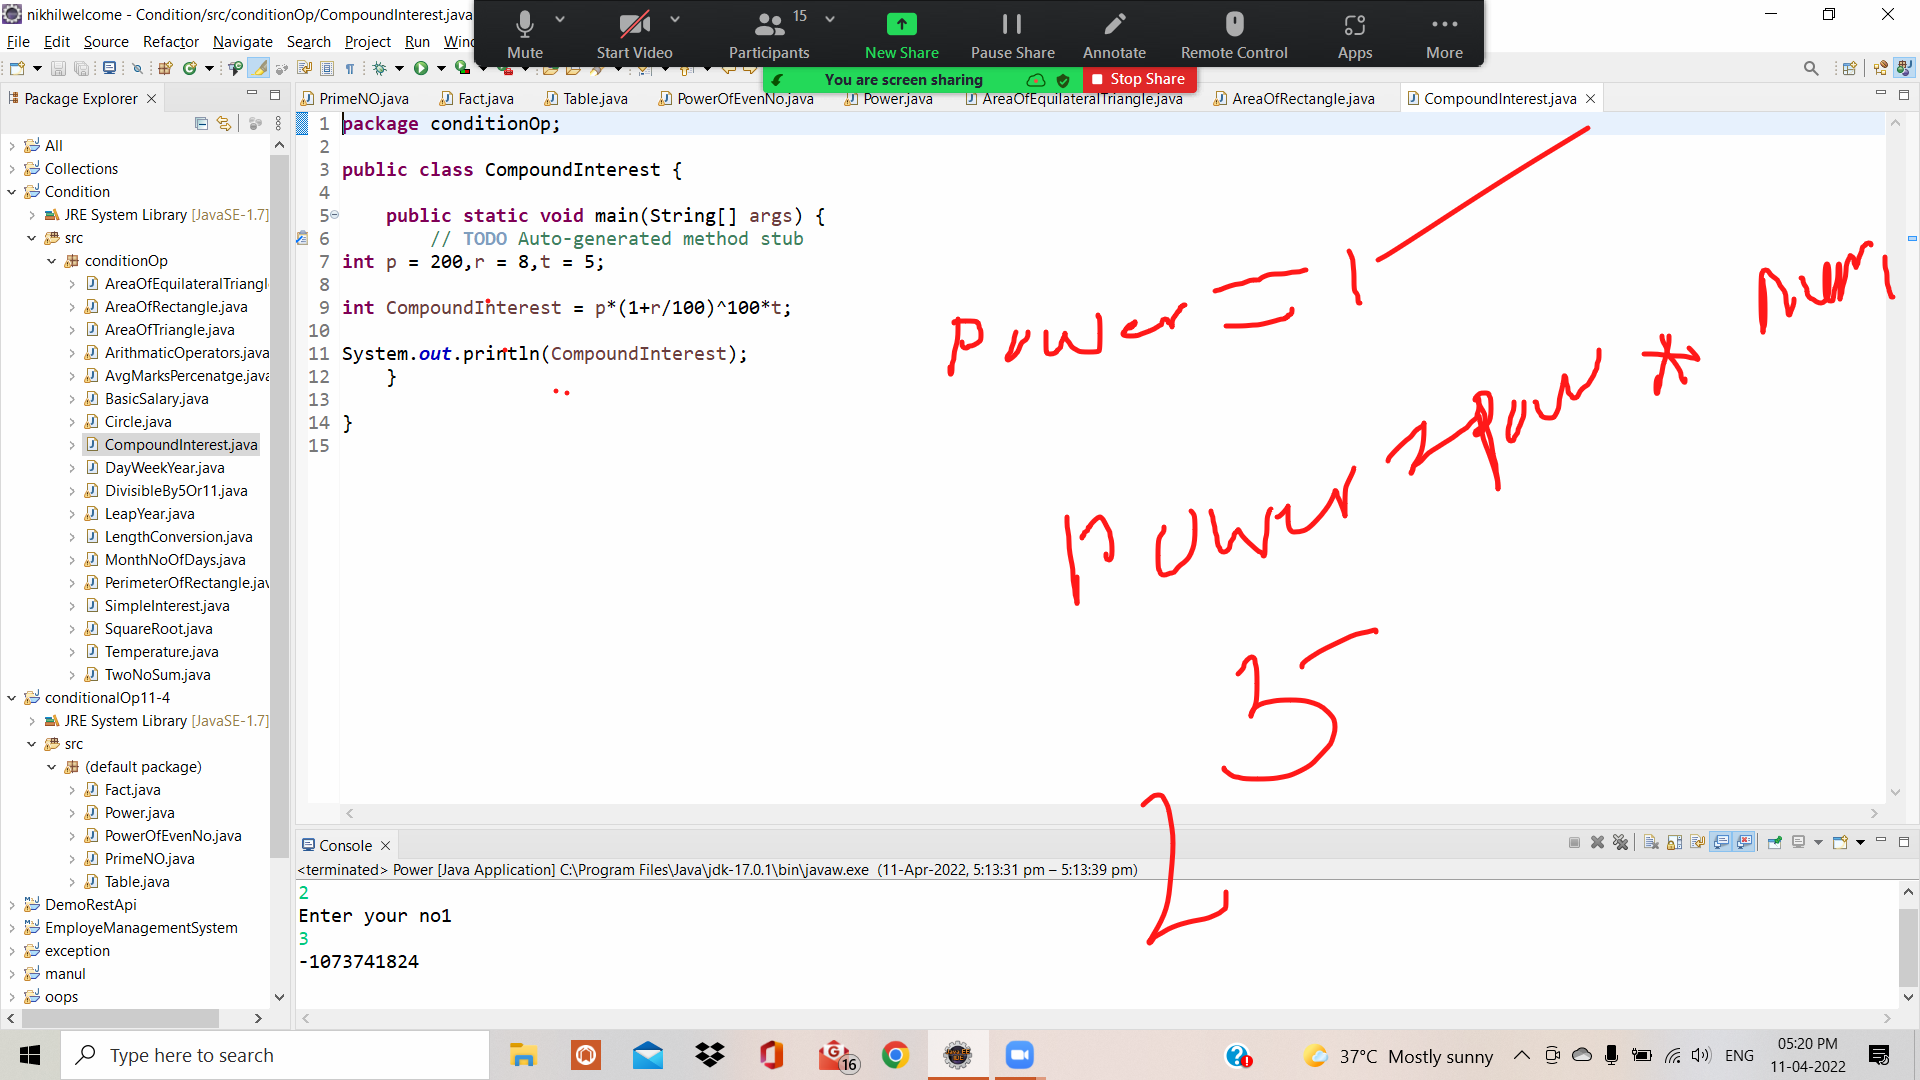 nikhilwelcome - Condition/src/conditionOp/CompoundInterest.java
File Edit Source Refactor Navigate Search Project Run
Mute Start Video 15 Participants New Share Pause Share Annotate Remote Control Apps More
You are screen sharing Stop Share
Package Explorer
PrimeNO.java Fact.java Table.java PowerOfEvenNo.java Power.java AreaOfEquilateralTriangle.java AreaOfRectangle.java CompoundInterest.java
All
Collections
Condition
JRE System Library [JavaSE-1.7]
src
conditionOp
AreaOfEquilateralTriangl
AreaOfRectangle.java
AreaOfTriangle.java
ArithmaticOperators.java
AvgMarksPercenatge.java
BasicSalary.java
Circle.java
CompoundInterest.java
DayWeekYear.java
DivisibleBy5Or11.java
LeapYear.java
LengthConversion.java
MonthNoOfDays.java
PerimeterOfRectangle.jav
SimpleInterest.java
SquareRoot.java
Temperature.java
TwoNoSum.java
conditionalOp11-4
JRE System Library [JavaSE-1.7]
src
(default package)
Fact.java
Power.java
PowerOfEvenNo.java
PrimeNO.java
Table.java
DemoRestApi
EmployeManagementSystem
exception
manul
oops
1 package conditionOp;
2
3 public class CompoundInterest {
4
5 public static void main(String[] args) {
6 // TODO Auto-generated method stub
7 int p = 200,r = 8,t = 5;
8
9 int CompoundInterest = p*(1+r/100)^100*t;
10
11 System.out.println(CompoundInterest);
12 }
13
14 }
15
Power = 1
Power = Pow * num
5
2
Console
<terminated> Power [Java Application] C:\Program Files\Java\jdk-17.0.1\bin\javaw.exe (11-Apr-2022, 5:13:31 pm – 5:13:39 pm)
2
Enter your no1
3
-1073741824
Type here to search
16
37°C Mostly sunny
ENG
05:20 PM
11-04-2022